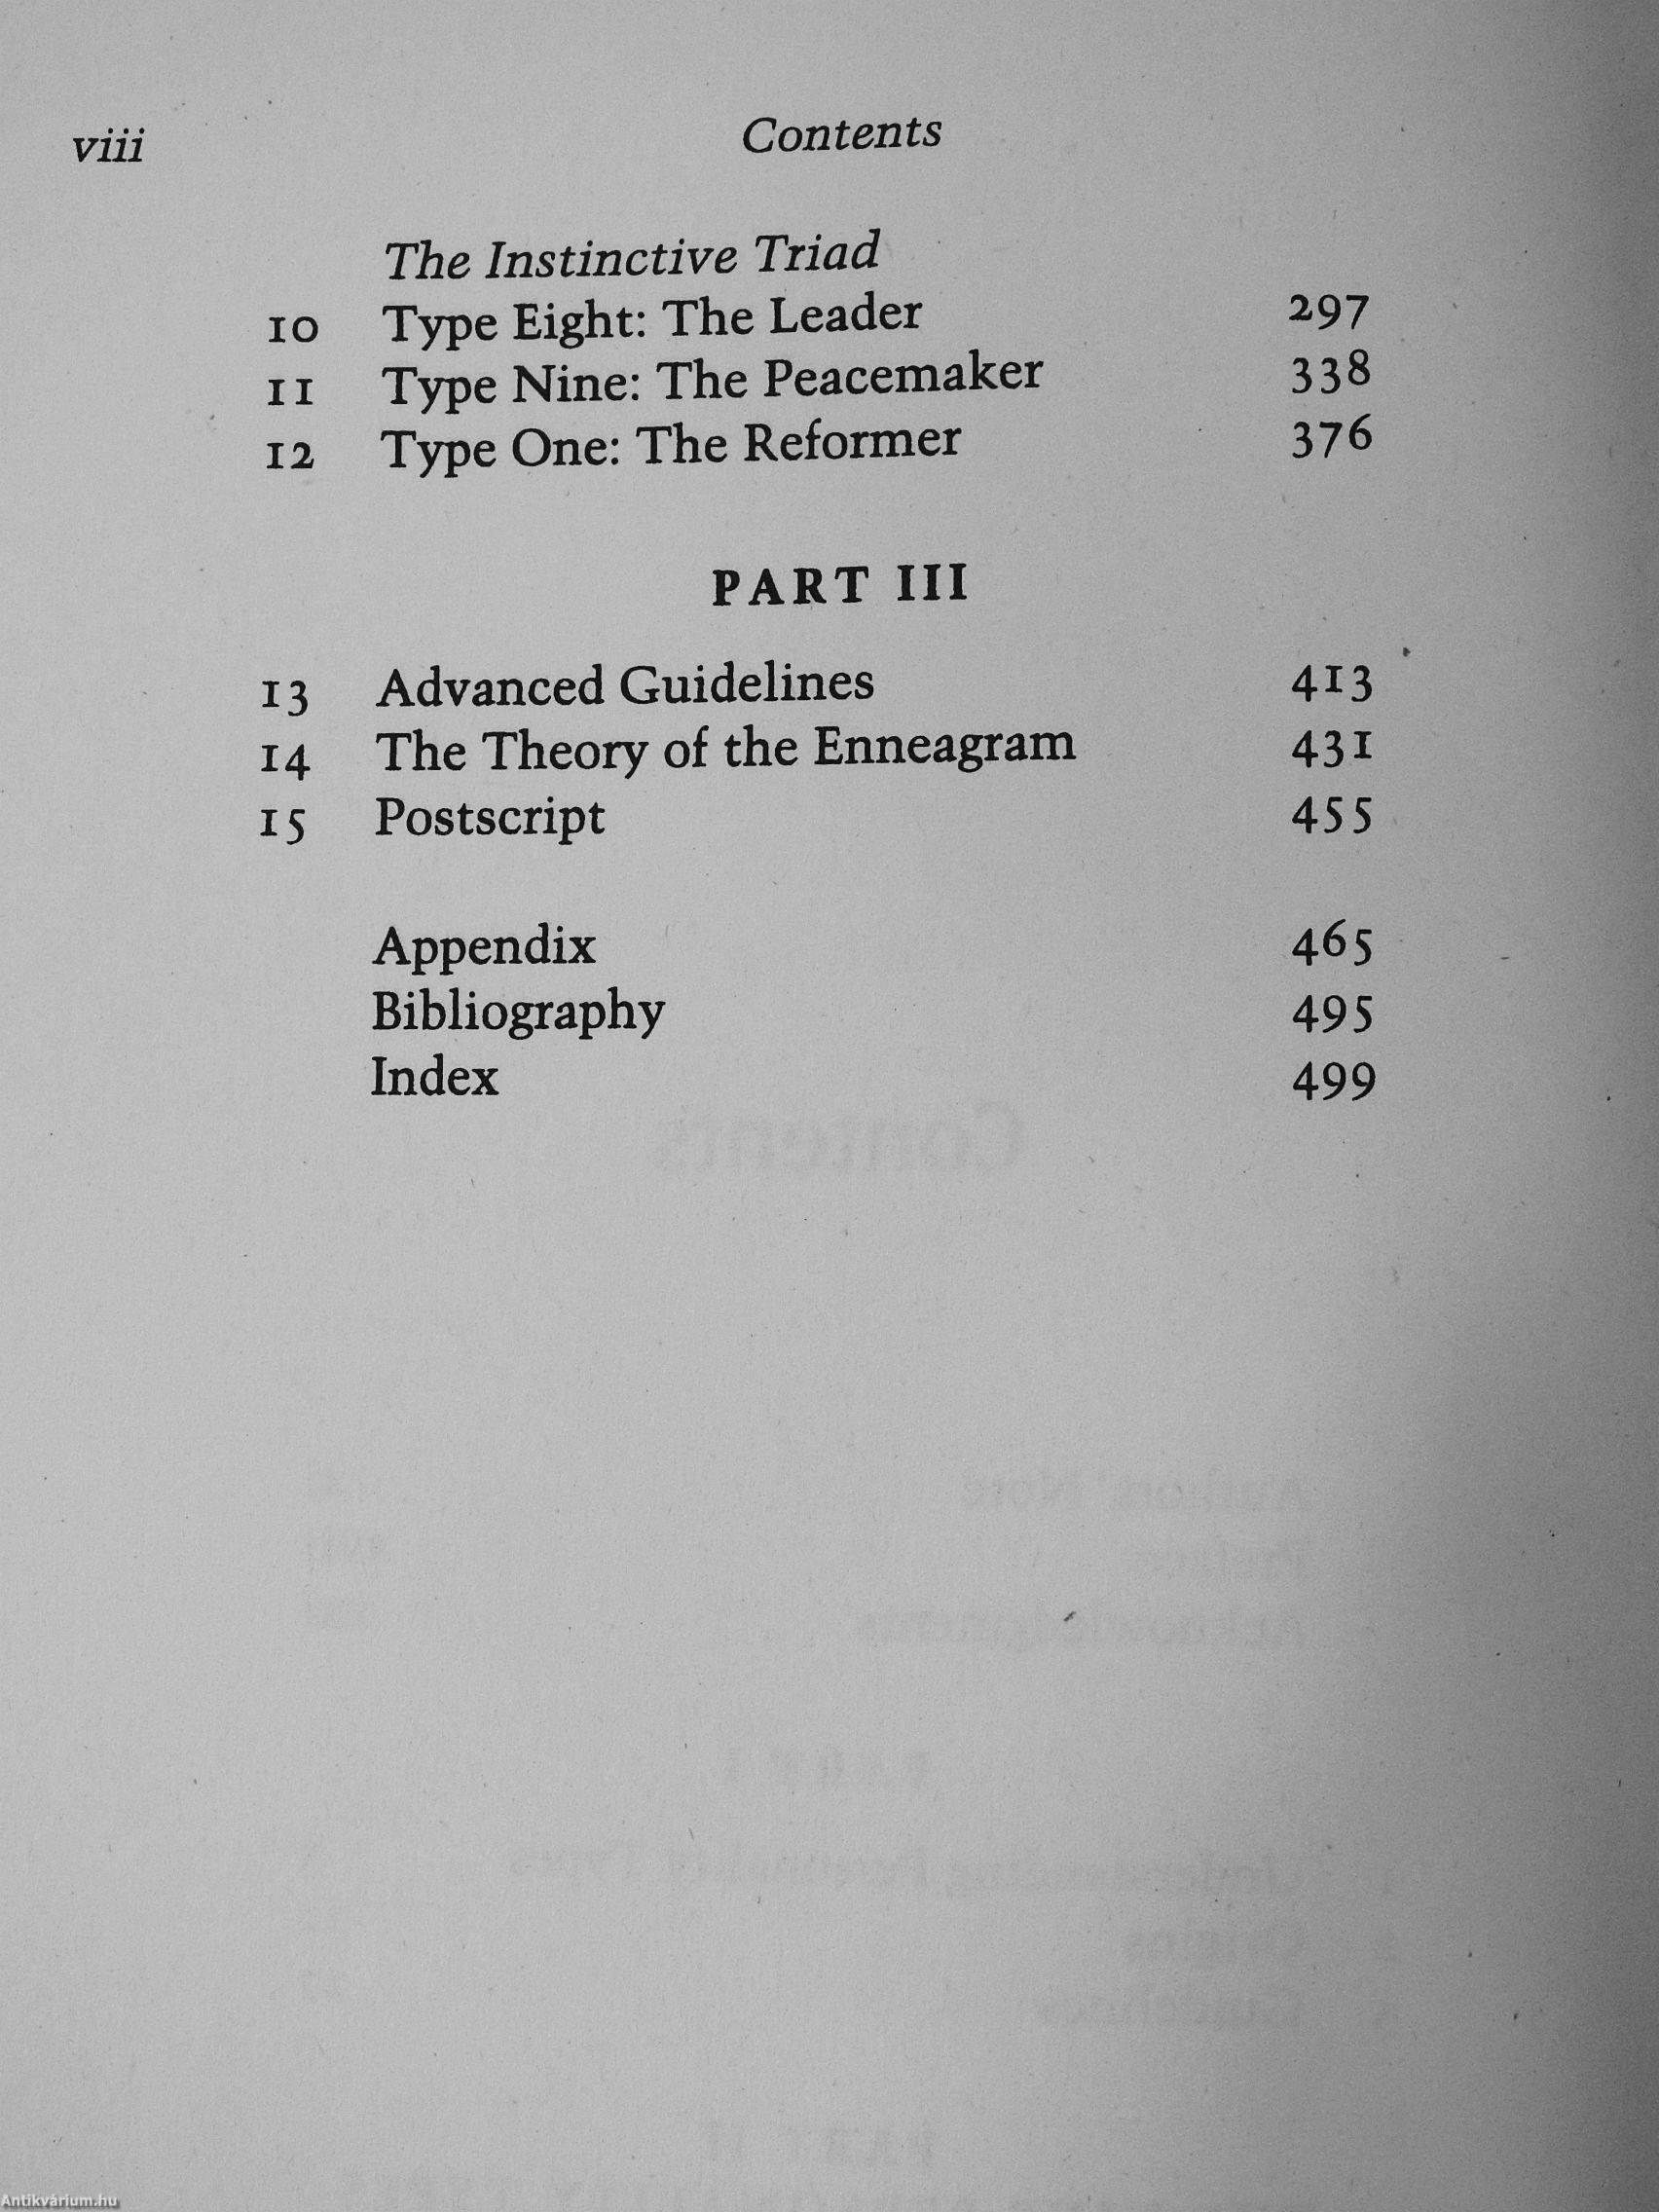 viii Contents
The Instinctive Triad
10 Type Eight: The Leader 297
11 Type Nine: The Peacemaker 338
12 Type One: The Reformer 376
PART III
13 Advanced Guidelines 413
14 The Theory of the Enneagram 431
15 Postscript 455
Appendix 465
Bibliography 495
Index 499
Antikvárium.hu